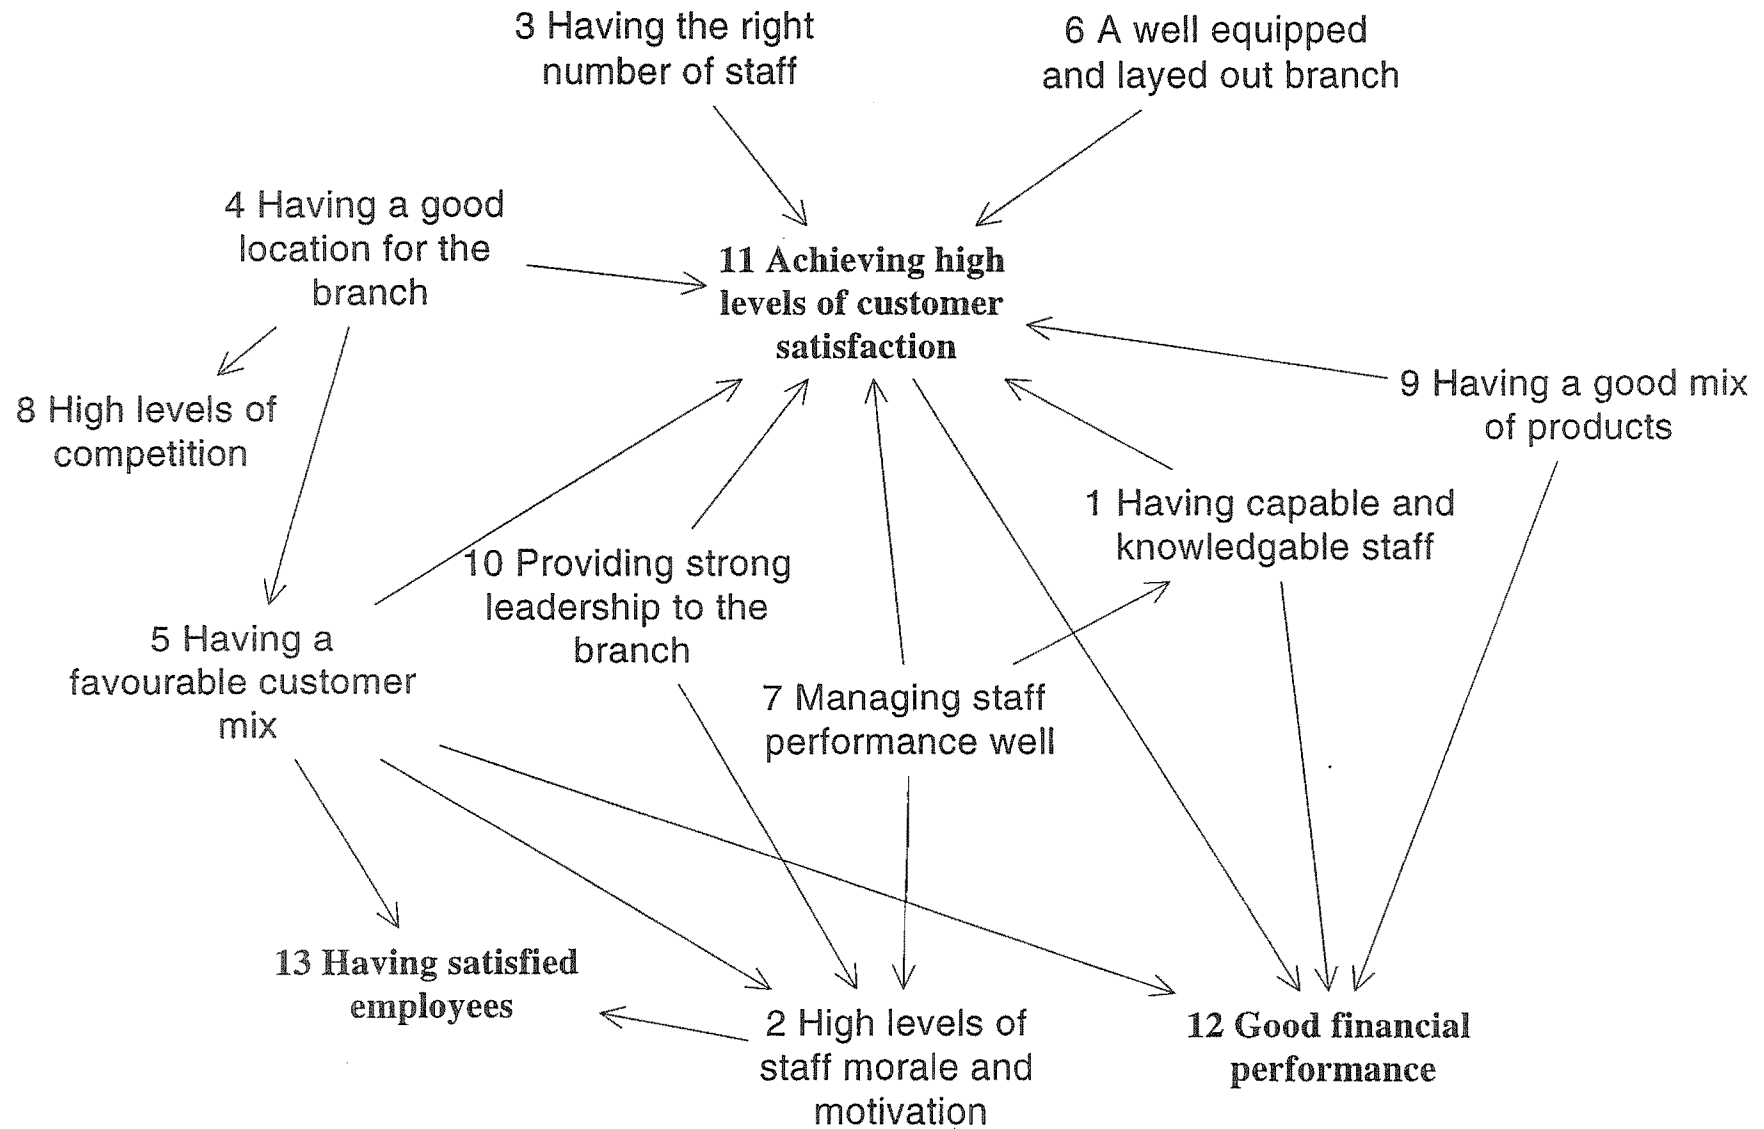 3 Having the right
number of staff
6 A well equipped
and layed out branch
4 Having a good
location for the
branch
11 Achieving high
levels of customer
satisfaction
8 High levels of
competition
9 Having a good mix
of products
1 Having capable and
knowledgable staff
10 Providing strong
leadership to the
branch
5 Having a
favourable customer
mix
7 Managing staff
performance well
13 Having satisfied
employees
2 High levels of
staff morale and
motivation
12 Good financial
performance